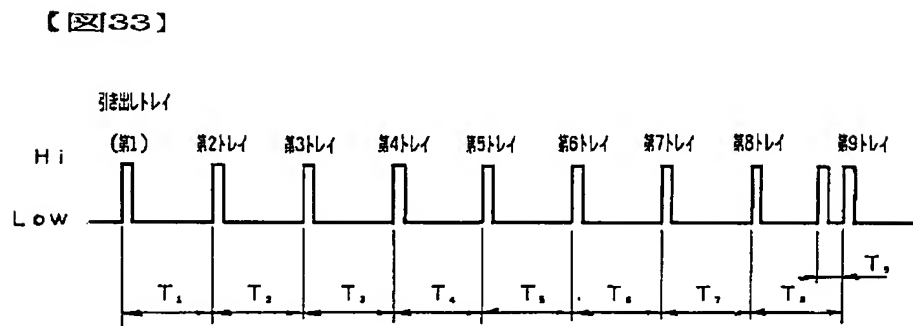 【図33】
引き出しトレイ
(第1) 第2トレイ 第3トレイ 第4トレイ 第5トレイ 第6トレイ 第7トレイ 第8トレイ 第9トレイ
Hi
Low
T₉
T₁ T₂ T₃ T₄ T₅ T₆ T₇ T₈